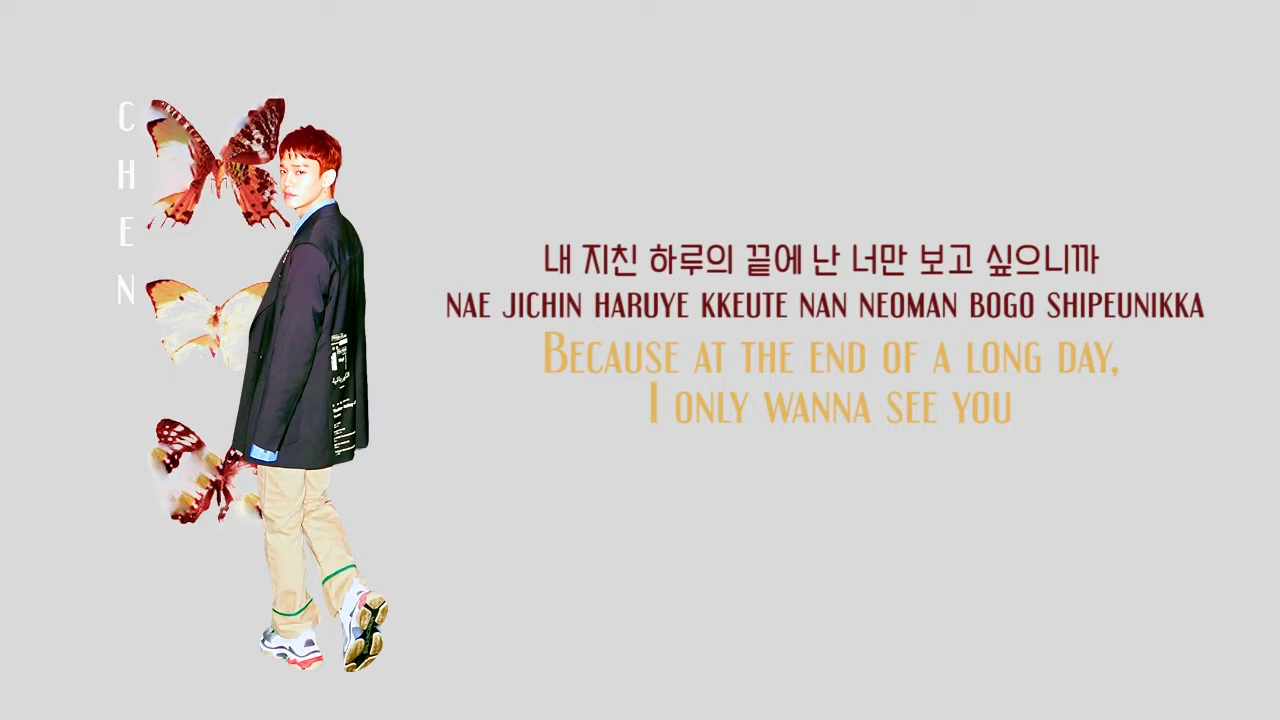 CHEN
내 지친 하루의 끝에 난 너만 보고 싶으니까
NAE JICHIN HARUYE KKEUTE NAN NEOMAN BOGO SHIPEUNIKKA
BECAUSE AT THE END OF A LONG DAY,
I ONLY WANNA SEE YOU